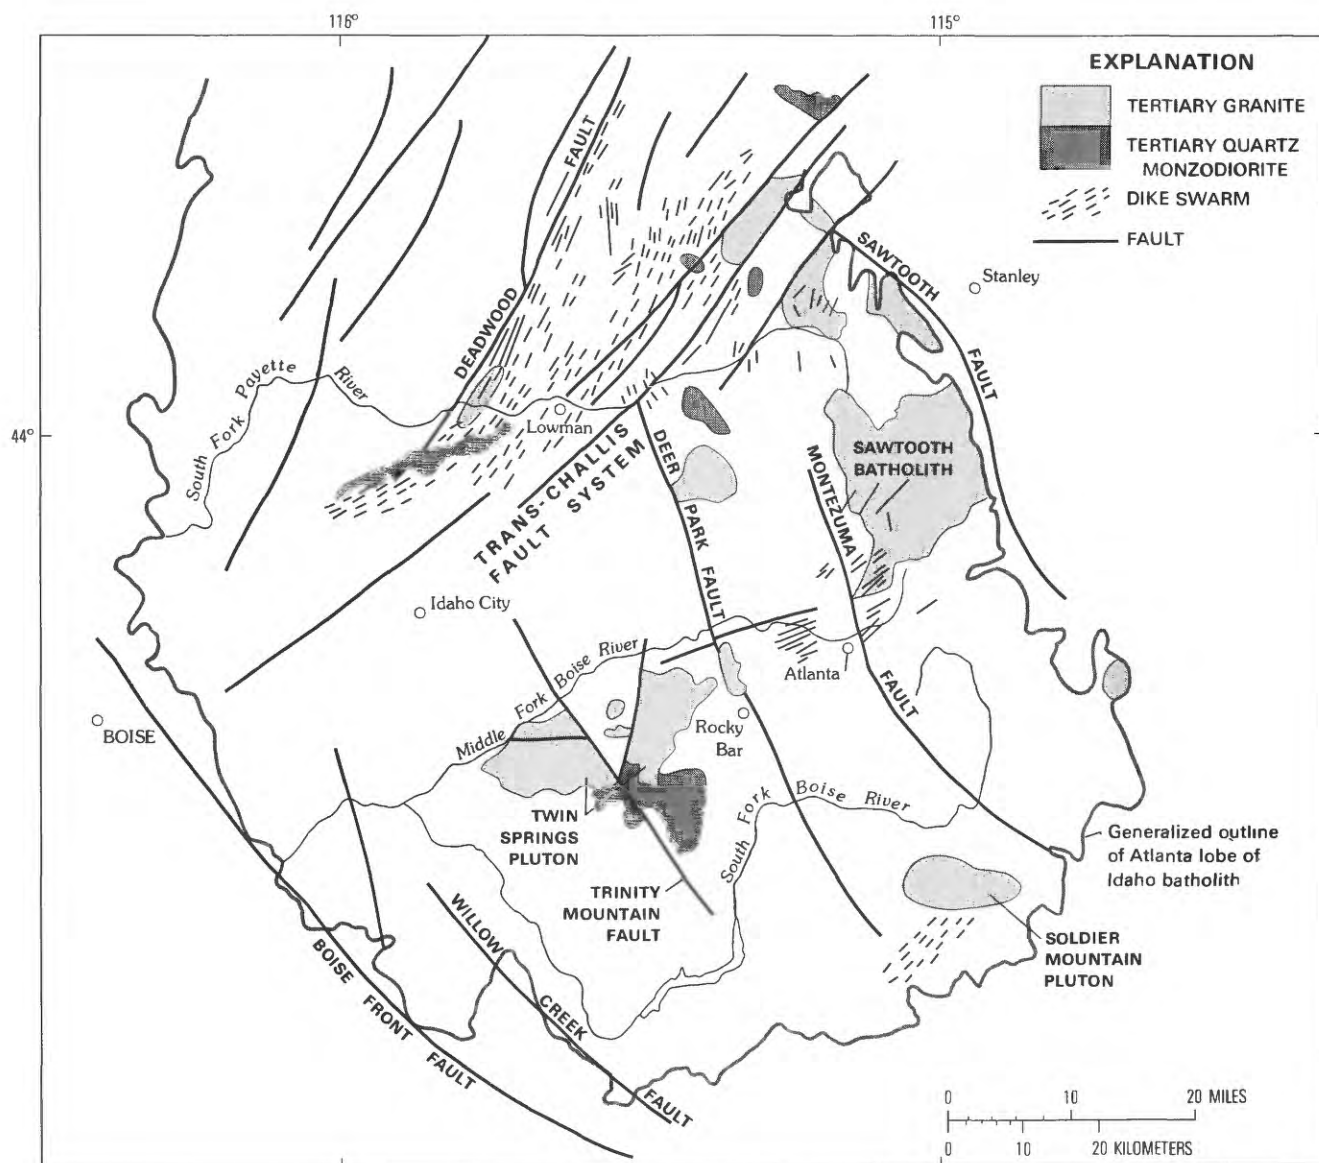 116°
115°
EXPLANATION
TERTIARY GRANITE
TERTIARY QUARTZ
MONZODIORITE
DIKE SWARM
FAULT
DEADWOOD FAULT
SAWTOOTH FAULT
Stanley
South Fork Payette River
44°
Lowman
TRANS-CHALLIS
FAULT SYSTEM
DEER PARK FAULT
MONTEZUMA FAULT
SAWTOOTH
BATHOLITH
Idaho City
Middle Fork Boise River
Atlanta
Rocky
Bar
BOISE
TWIN
SPRINGS
PLUTON
TRINITY
MOUNTAIN
FAULT
South Fork Boise River
Generalized outline
of Atlanta lobe of
Idaho batholith
SOLDIER
MOUNTAIN
PLUTON
WILLOW CREEK FAULT
BOISE FRONT FAULT
0 10 20 MILES
0 10 20 KILOMETERS